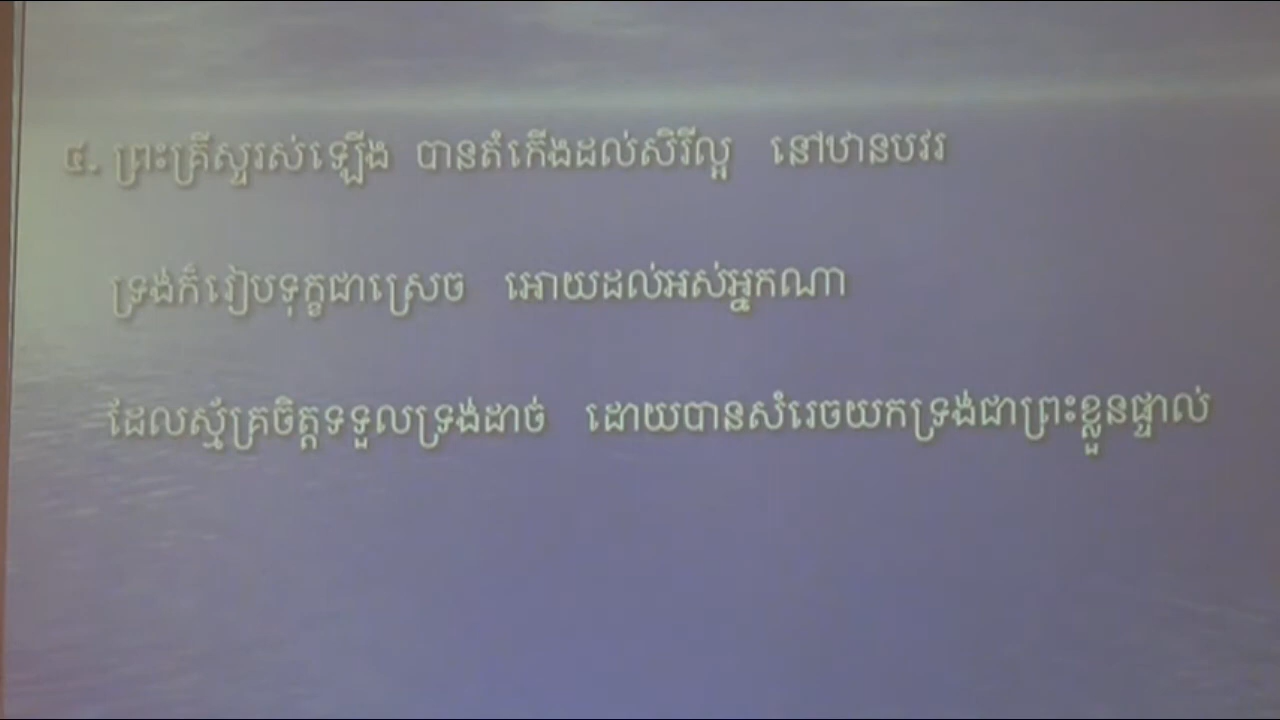 ៤. ព្រះគ្រីស្ទរស់ឡើង បានតំកើងដល់សិរីល្អ នៅឋានបវរ
ទ្រង់ក៏រៀបទុក្ខជាស្រេច អោយដល់អស់អ្នកណា
ដែលស្ម័គ្រចិត្តទទួលទ្រង់ដាច់ ដោយបានសំរេចយកទ្រង់ជាព្រះខ្លួនផ្ទាល់